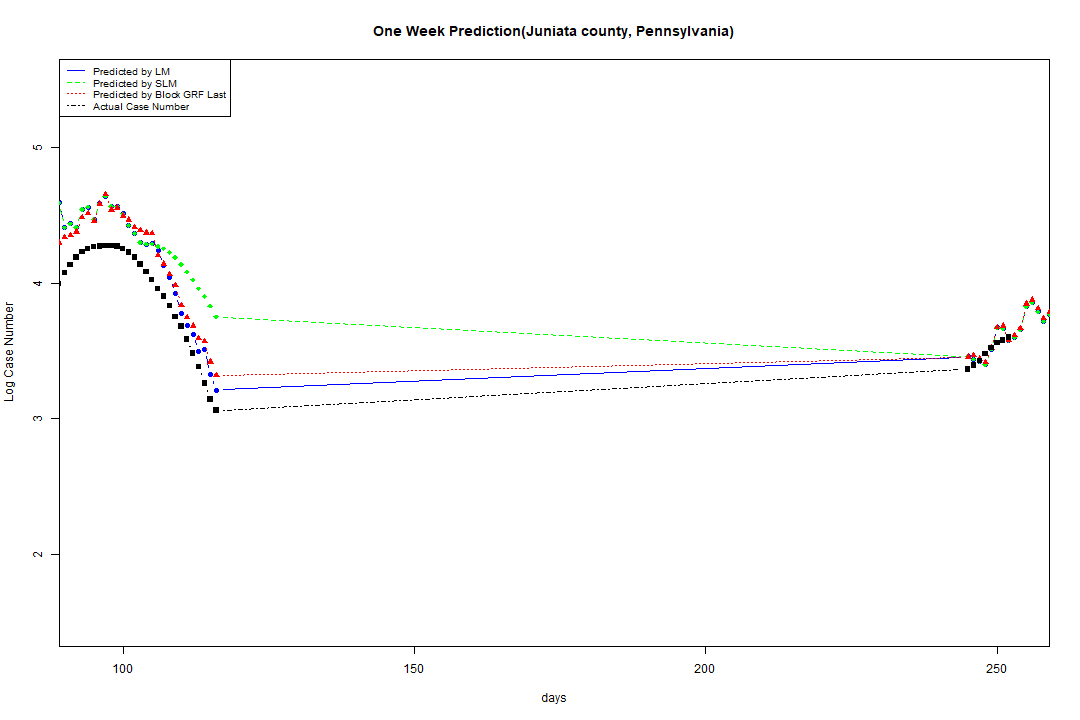 One Week Prediction(Juniata county, Pennsylvania)
Predicted by LM
Predicted by SLM
Predicted by Block GRF Last
Actual Case Number
5
4
3
2
Log Case Number
100 150 200 250
days